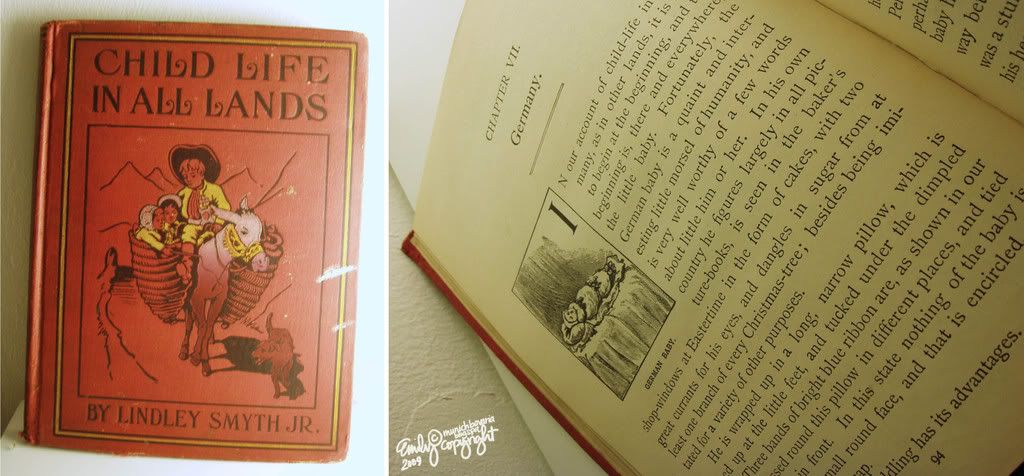 CHILD LIFE
IN ALL LANDS
BY LINDLEY SMYTH JR.
CHAPTER VII.
Germany.
IN our account of child-life in
many, as in other lands, it is
to begin at the beginning, and
beginning is, there and everywhere
the little baby. Fortunately, the
German baby is a quaint and inter-
esting little morsel of humanity, and
is very well worthy of a few words
about little him or her. In his own
country he figures largely in all pic-
ture-books, is seen in the baker's
shop-windows at Eastertime in the form of cakes, with two
great currants for his eyes, and dangles in sugar from at
least one branch of every Christmas-tree; besides being imi-
tated for a variety of other purposes.
is wrapped up in a long, narrow pillow, which is
up at the little feet, and tucked under the dimpled
Three bands of bright blue ribbon are, as shown in our
round this pillow in different places, and tied
in front. In this state nothing of the baby is
small round face, and that is encircled
has its advantages.
GERMAN BABY.
94
baby
way
was a
his
Emily © munich bavaria
copyright
2009